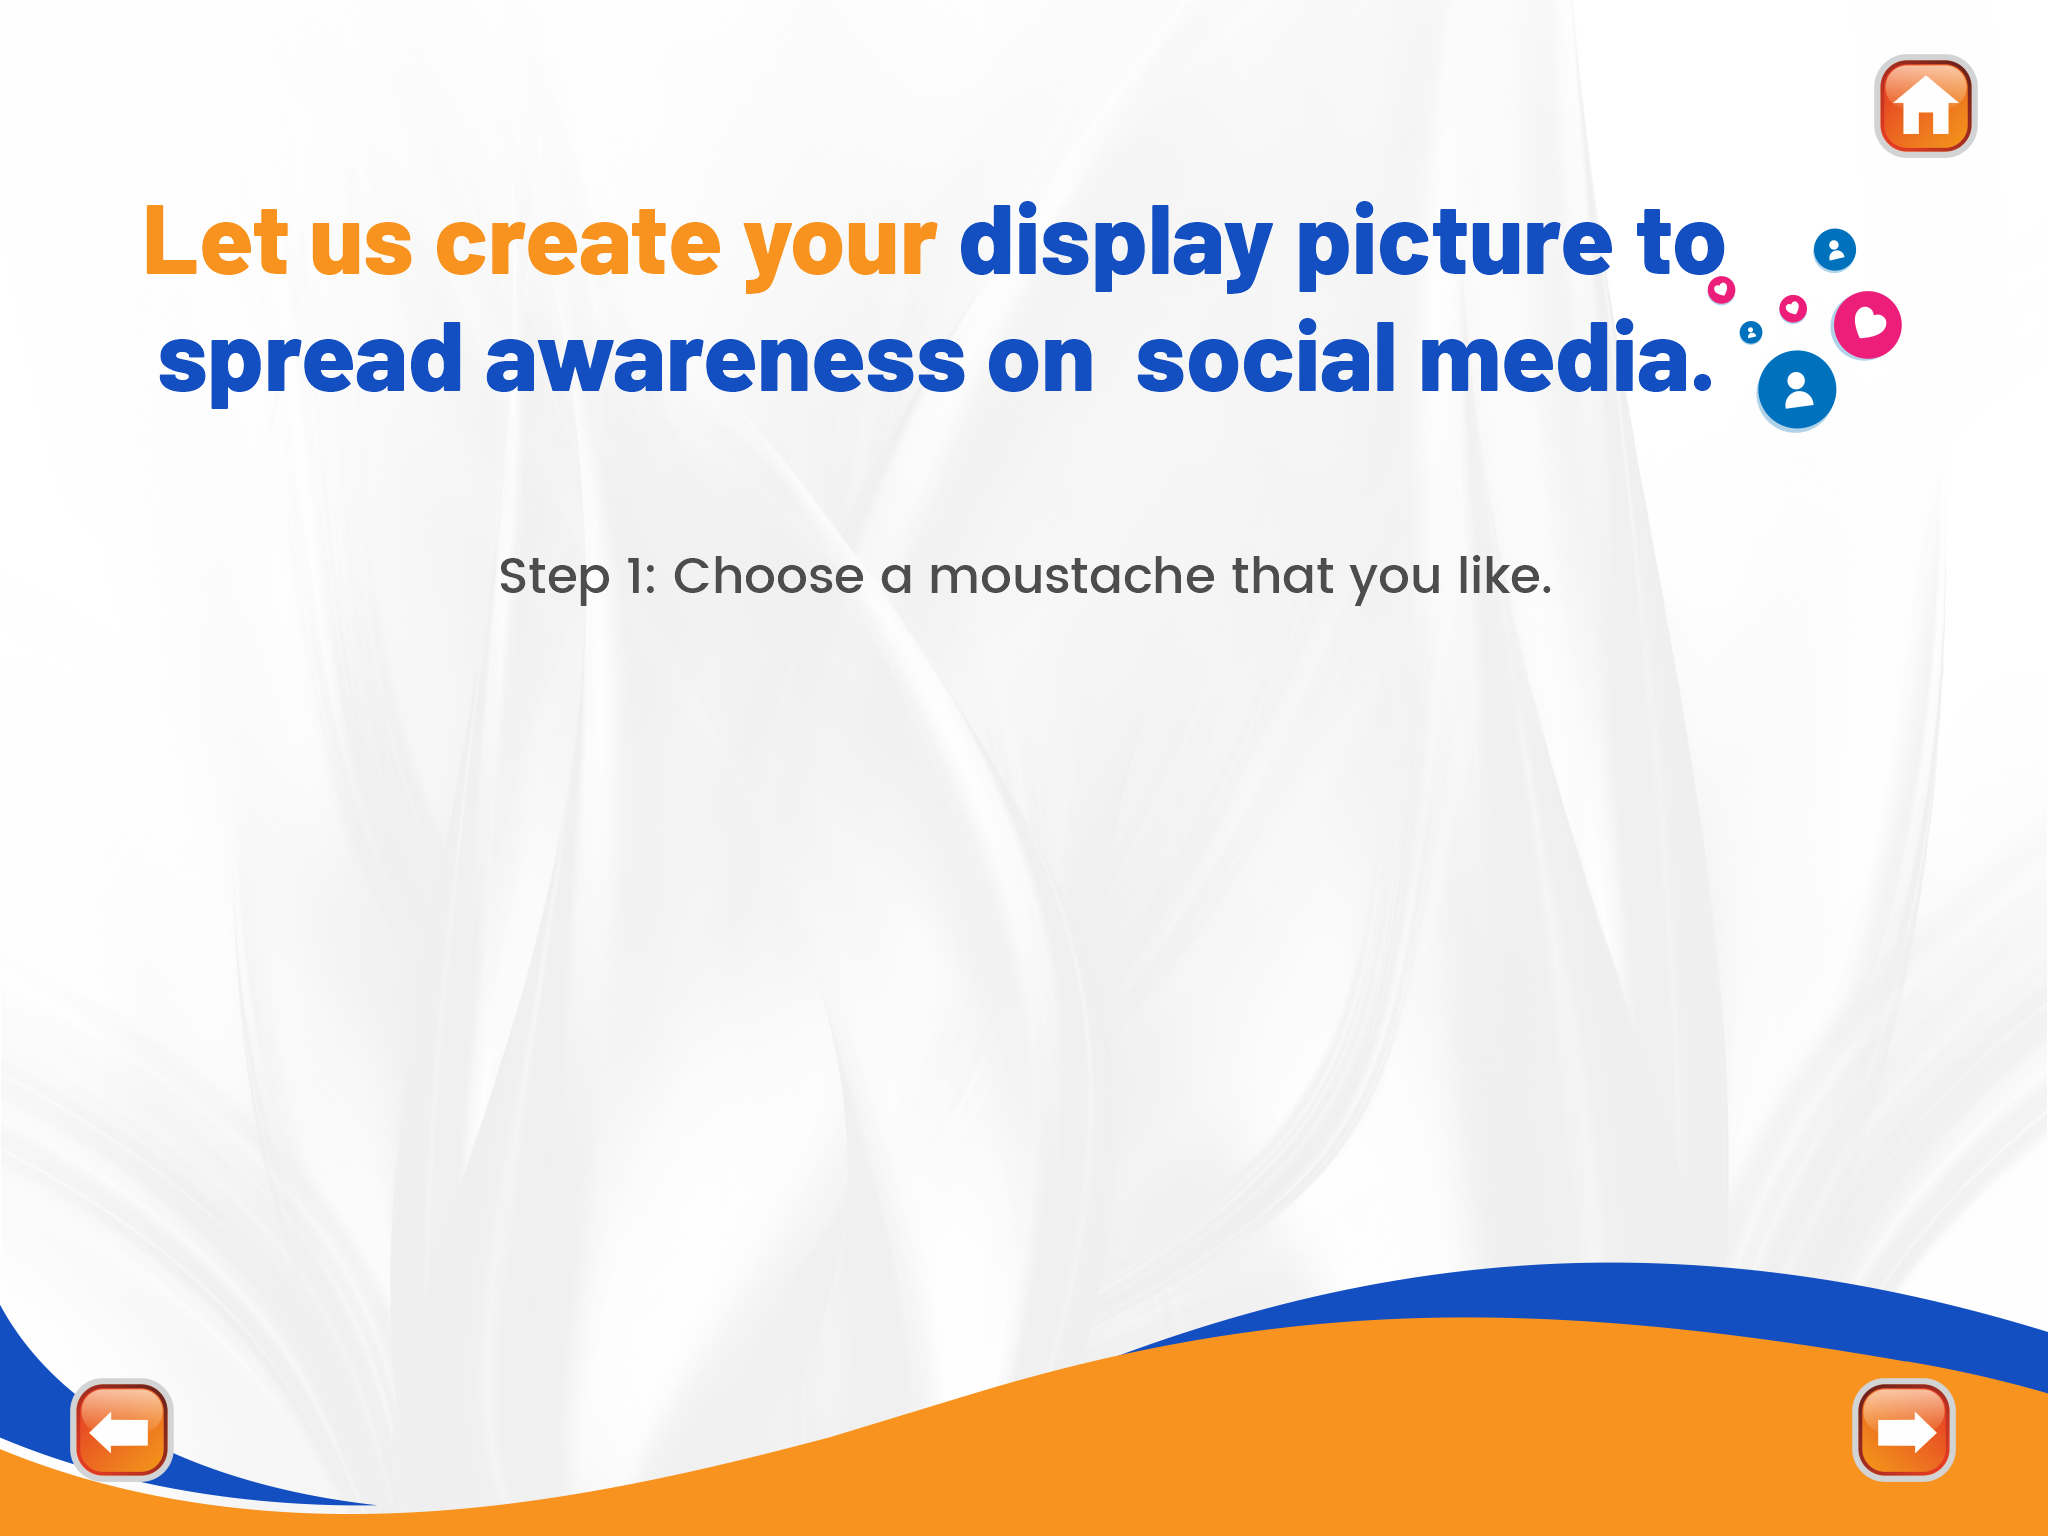 Let us create your display picture to
spread awareness on  social media.
Step 1: Choose a moustache that you like.